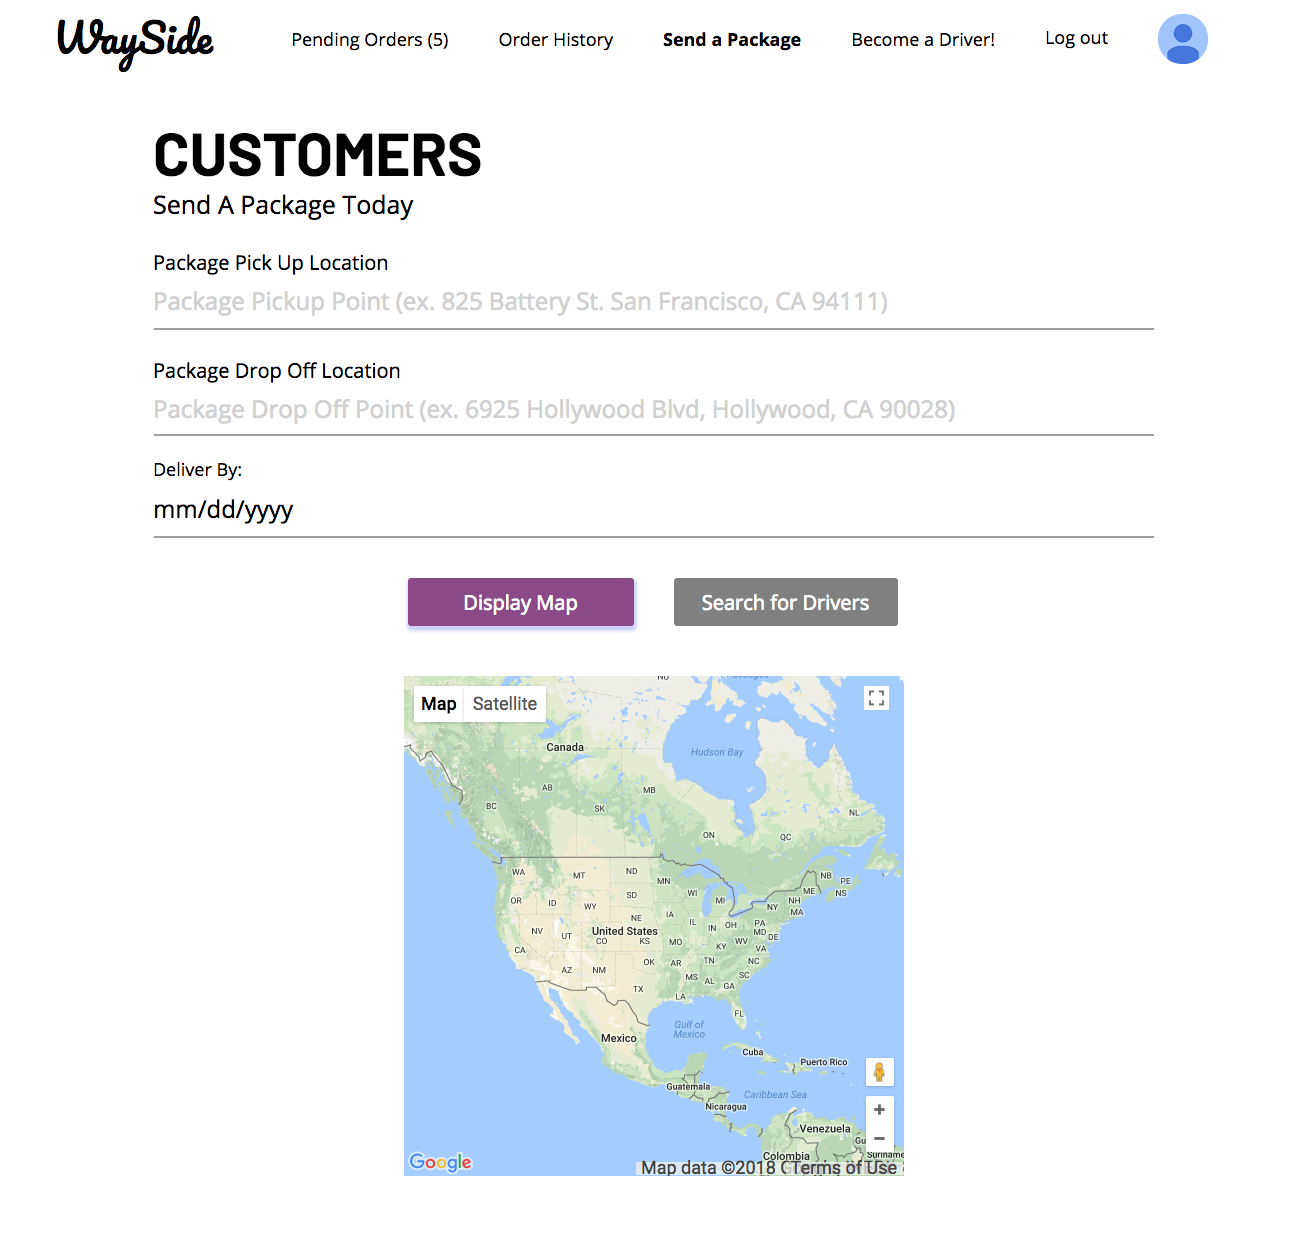 WaySide
Pending Orders (5)
Order History
Send a Package
Become a Driver!
Log out
CUSTOMERS
Send A Package Today
Package Pick Up Location
Package Pickup Point (ex. 825 Battery St. San Francisco, CA 94111)
Package Drop Off Location
Package Drop Off Point (ex. 6925 Hollywood Blvd, Hollywood, CA 90028)
Deliver By:
mm/dd/yyyy
Display Map
Search for Drivers
NU
Map
Satellite
Canada
Hudson Bay
AB
MB
BC
SK
NL
ON
QC
WA
MT
ND
MN
NB
PE
OR
ID
WY
SD
WI
MI
ME
NS
NH
NY
MA
NE
IA
IL
IN
OH
PA
MD
DE
NV
UT
United States
CO
KS
MO
KY
WV
VA
CA
AZ
NM
OK
AR
TN
NC
MS
AL
SC
GA
TX
LA
FL
Gulf of
Mexico
Mexico
Cuba
Puerto Rico
Guatemala
Caribbean Sea
Nicaragua
Venezuela
Gu
Colombia
Suriname
Google
Map data ©2018
Terms of Use